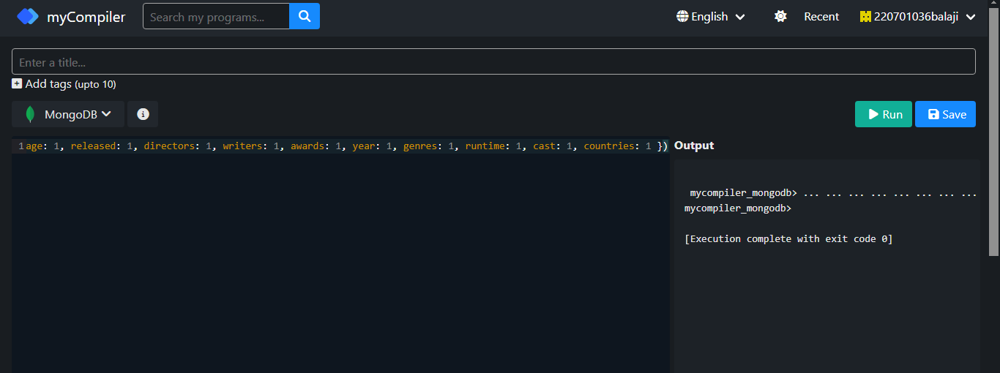 myCompiler
Search my programs...
English
Recent
220701036balaji
Enter a title...
Add tags (upto 10)
MongoDB
Run
Save
1age: 1, released: 1, directors: 1, writers: 1, awards: 1, year: 1, genres: 1, runtime: 1, cast: 1, countries: 1 })
Output
mycompiler_mongodb> ... ... ... ... ... ... ... ...
mycompiler_mongodb>
[Execution complete with exit code 0]